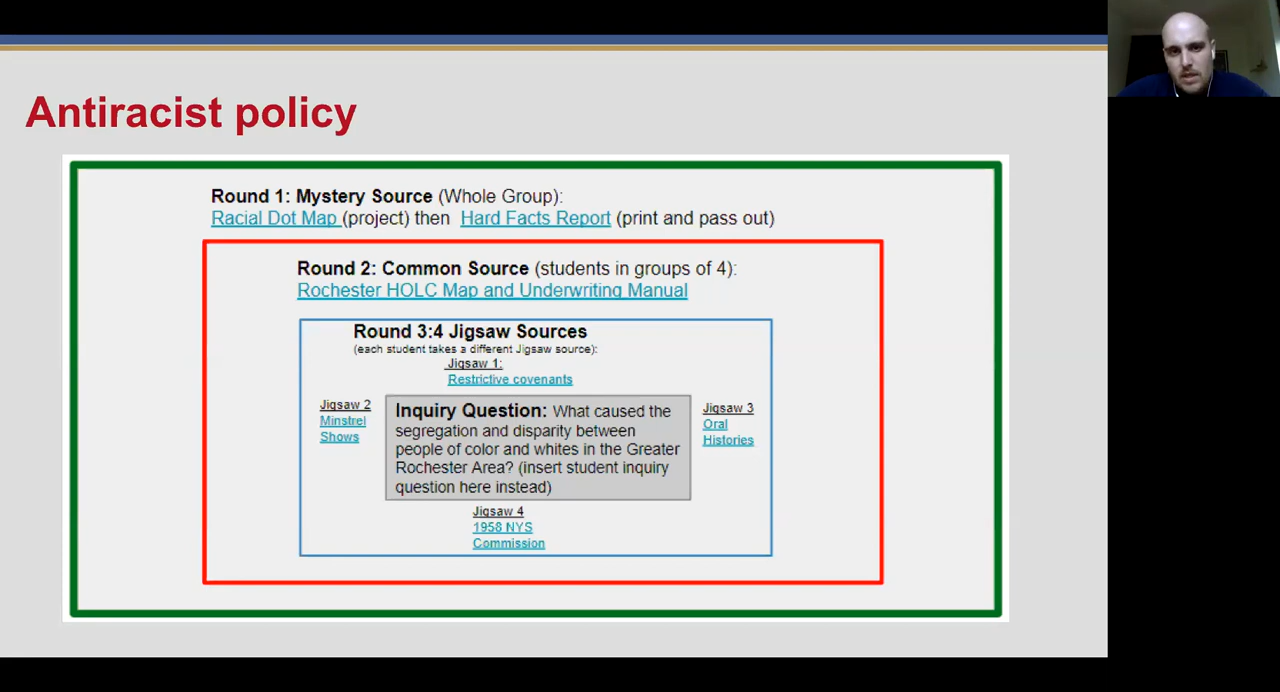 Antiracist policy
Round 1: Mystery Source (Whole Group):
Racial Dot Map (project) then Hard Facts Report (print and pass out)
Round 2: Common Source (students in groups of 4):
Rochester HOLC Map and Underwriting Manual
Round 3:4 Jigsaw Sources
(each student takes a different Jigsaw source):
Jigsaw 1:
Restrictive covenants
Jigsaw 2
Minstrel
Shows
Inquiry Question: What caused the
segregation and disparity between
people of color and whites in the Greater
Rochester Area? (insert student inquiry
question here instead)
Jigsaw 3
Oral
Histories
Jigsaw 4
1958 NYS
Commission